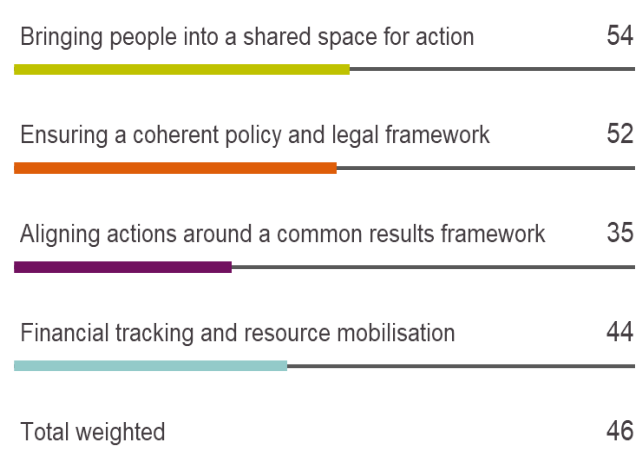 Bringing people into a shared space for action 54
Ensuring a coherent policy and legal framework 52
Aligning actions around a common results framework 35
Financial tracking and resource mobilisation 44
Total weighted 46